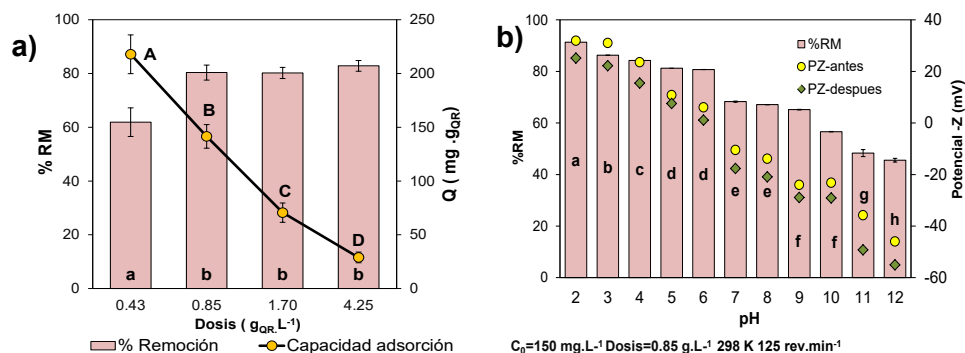 a)
100
80
60
40
20
0
% RM
250
200
150
100
50
0
Q ( mg .gQR)
A
B
C
D
a
b
b
b
0.43 0.85 1.70 4.25
Dosis ( gQR.L-1)
% Remoción Capacidad adsorción
b)
100
80
60
40
20
0
%RM
40
20
0
-20
-40
-60
Potencial -Z (mV)
%RM
PZ-antes
PZ-despues
a
b
c
d
d
e
e
f
f
g
h
2 3 4 5 6 7 8 9 10 11 12
pH
C0=150 mg.L-1 Dosis=0.85 g.L-1 298 K 125 rev.min-1